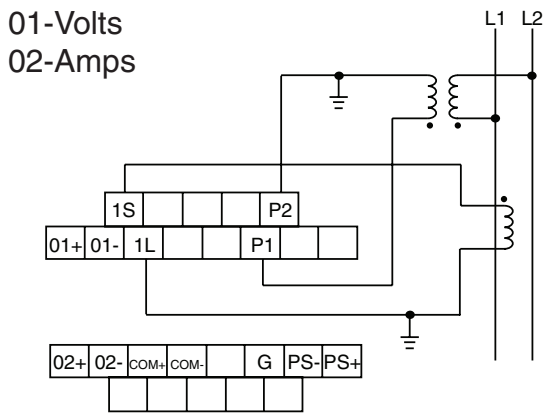 01-Volts
02-Amps
L1 L2
1S P2
01+ 01- 1L P1
02+ 02- COM+ COM- G PS- PS+